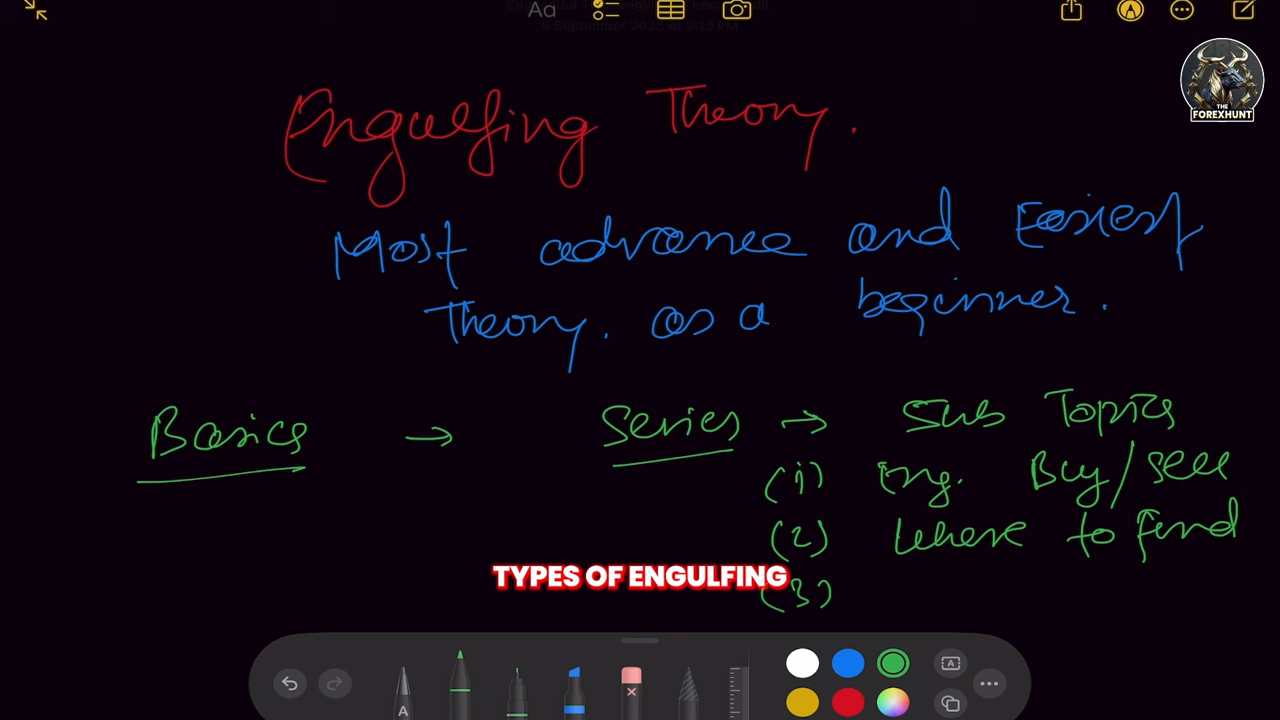 Aa
THE
FOREXHUNT
Engulfing Theory.
Most advance and Easiest
Theory. as a beginner.
Basics → Series → Sub Topics
(1) Eng. Buy/sell
(2) Where to Find
TYPES OF ENGULFING
(3)
A